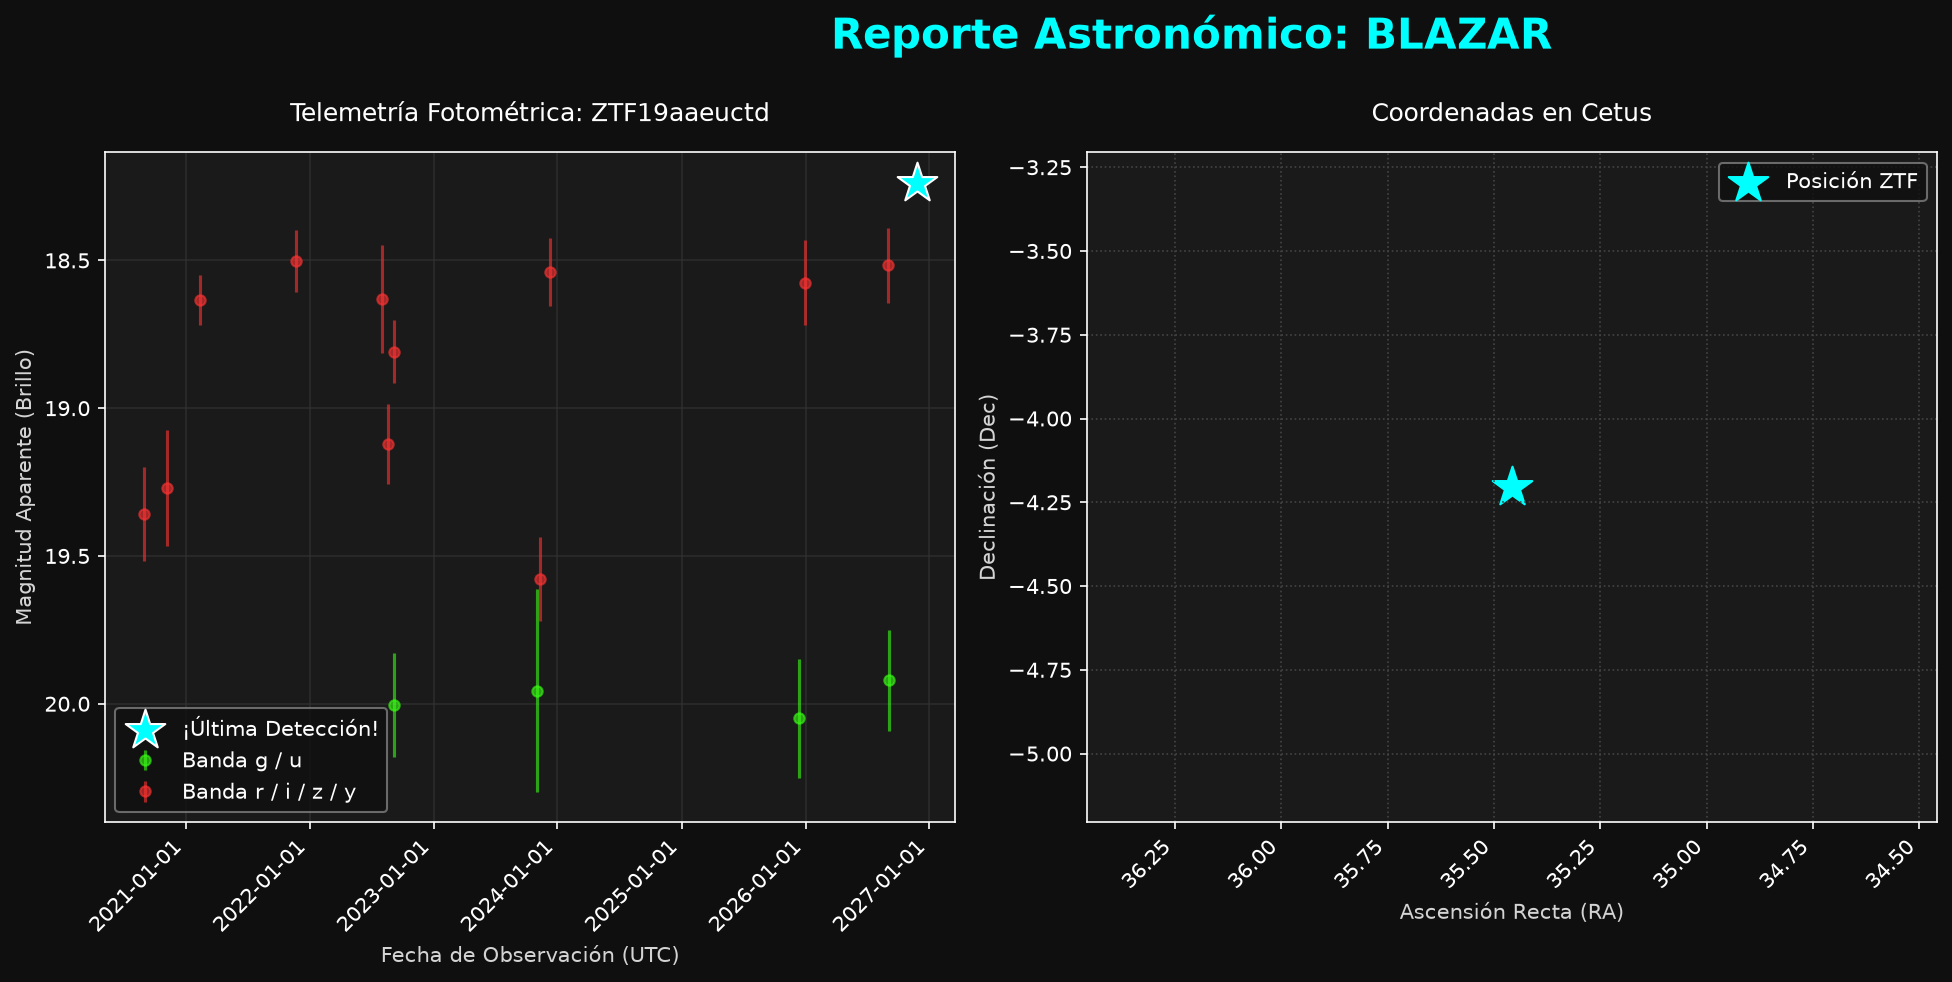 Reporte Astronómico: BLAZAR
Telemetría Fotométrica: ZTF19aaeuctd
Magnitud Aparente (Brillo)
18.5
19.0
19.5
20.0
¡Última Detección!
Banda g / u
Banda r / i / z / y
2021-01-01
2022-01-01
2023-01-01
2024-01-01
2025-01-01
2026-01-01
2027-01-01
Fecha de Observación (UTC)
Coordenadas en Cetus
Declinación (Dec)
−3.25
−3.50
−3.75
−4.00
−4.25
−4.50
−4.75
−5.00
Posición ZTF
36.25
36.00
35.75
35.50
35.25
35.00
34.75
34.50
Ascensión Recta (RA)